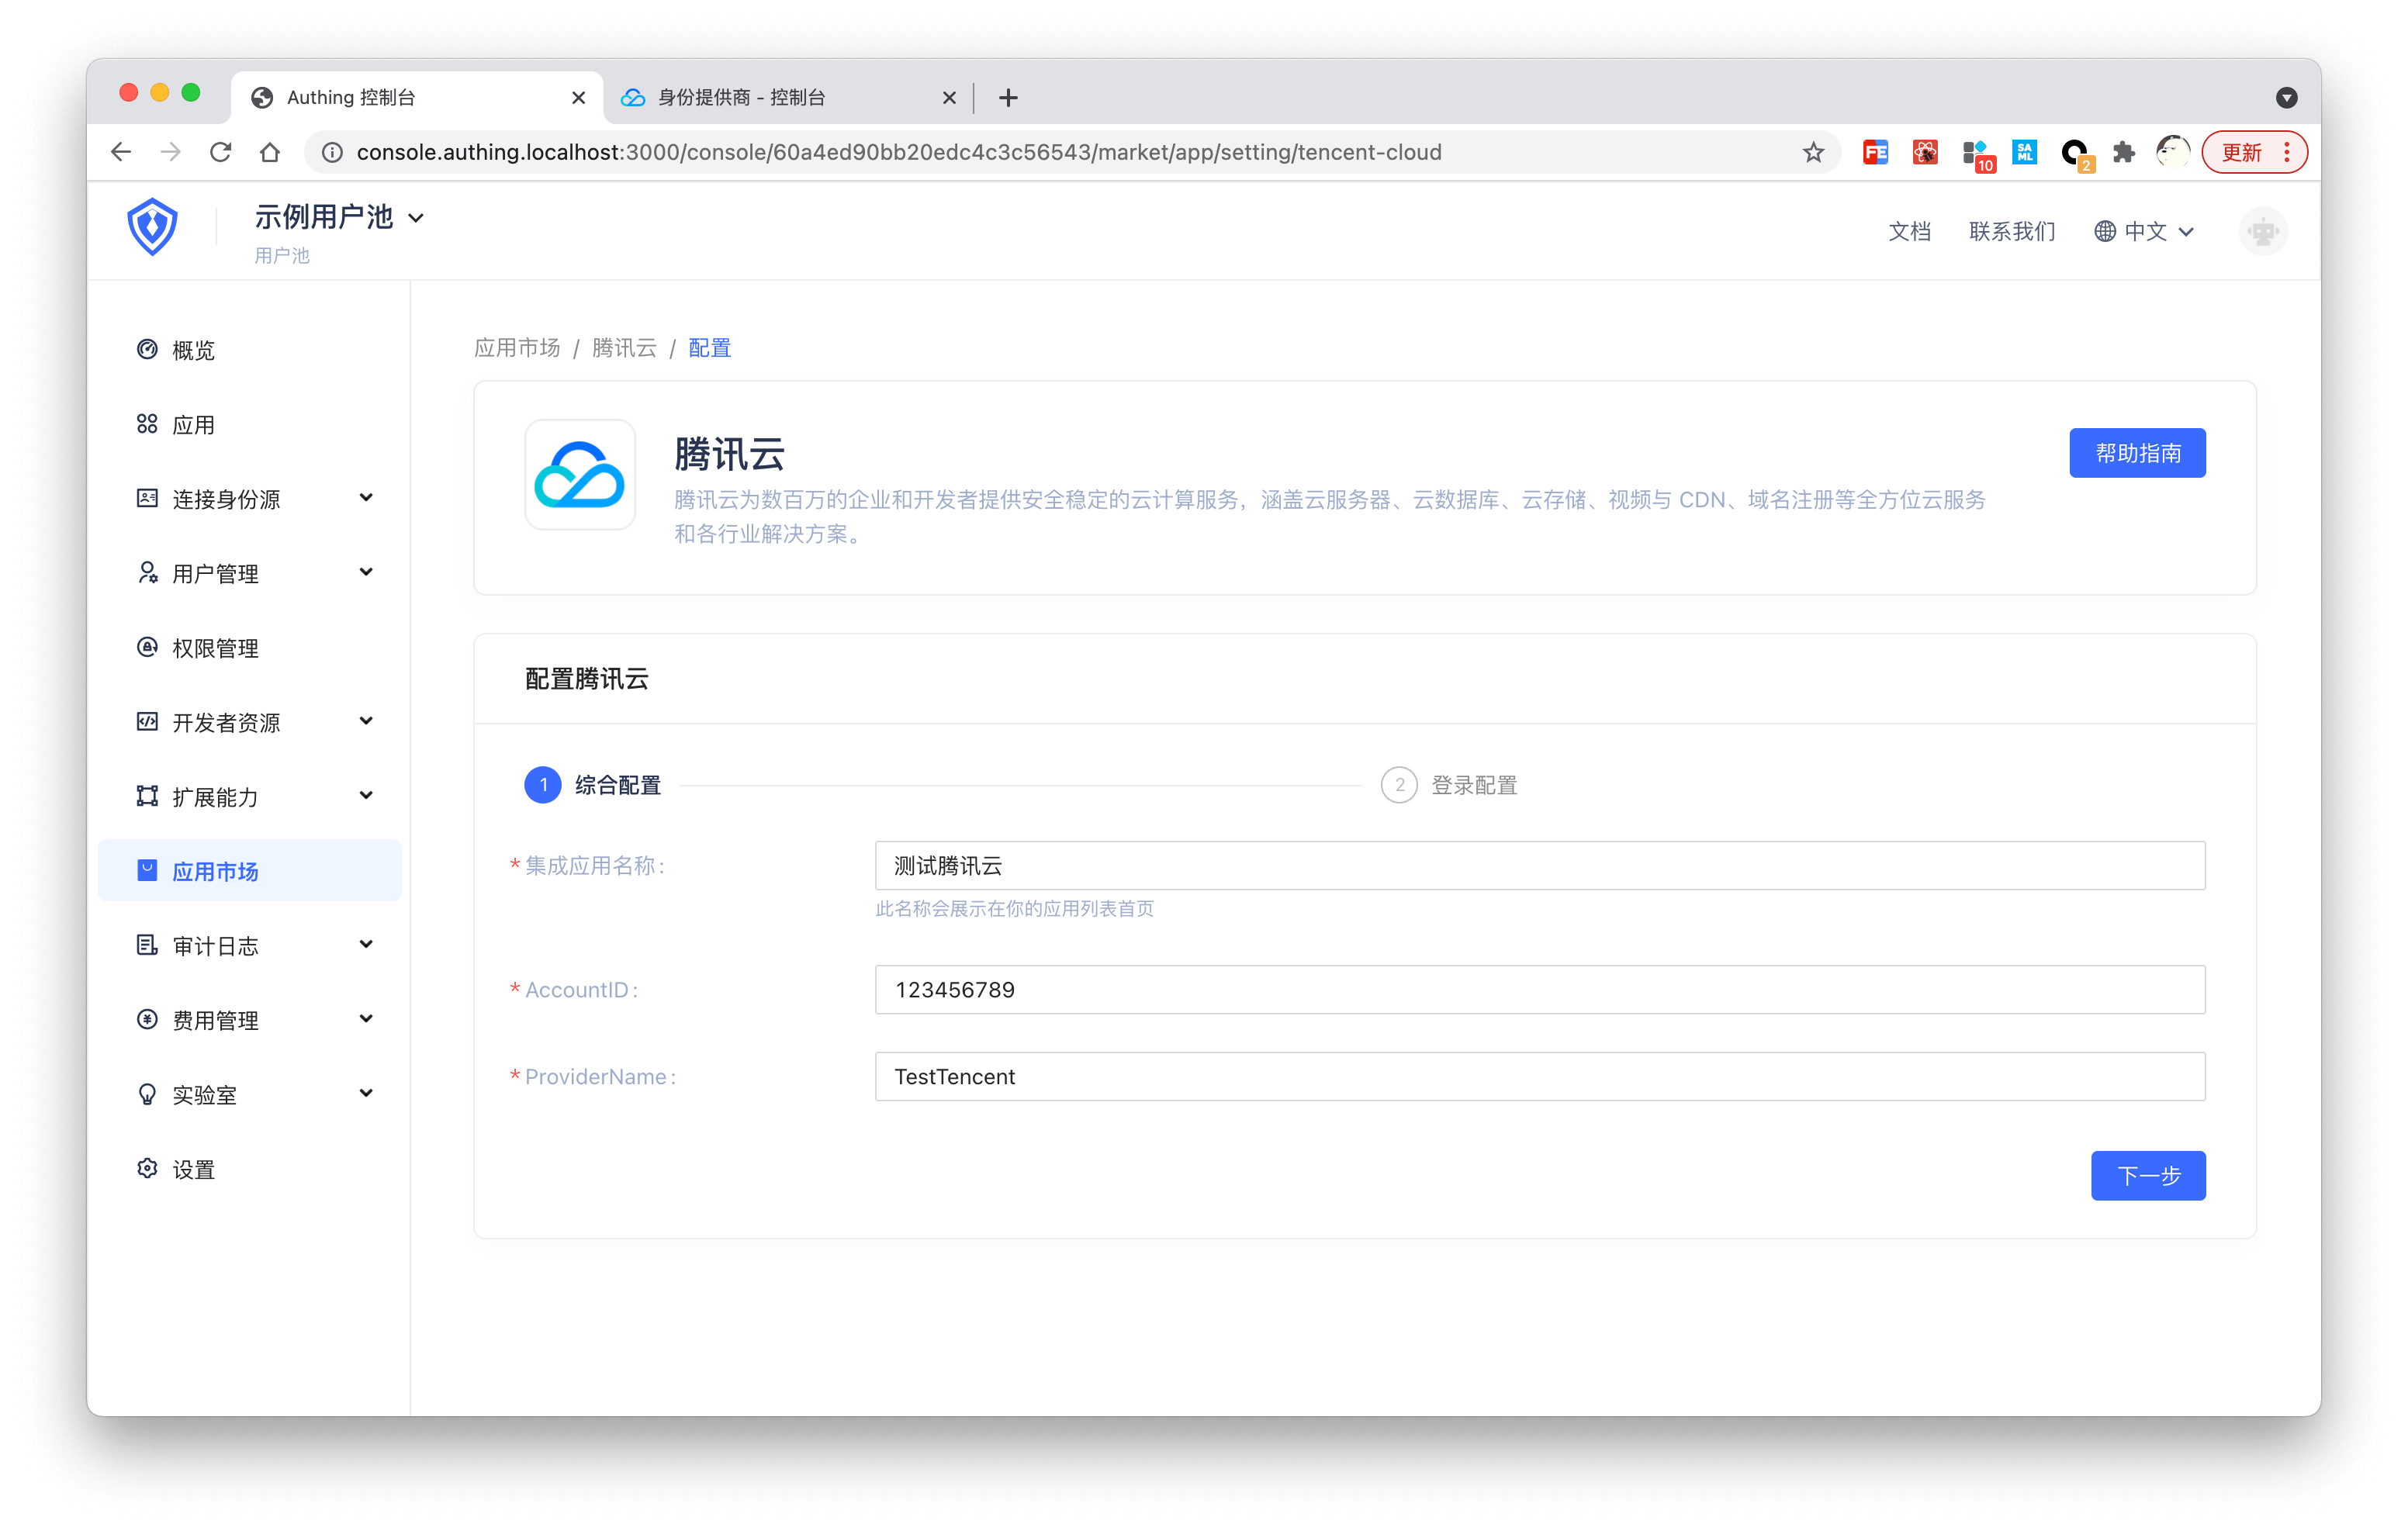 Authing 控制台
身份提供商 - 控制台
console.authing.localhost:3000/console/60a4ed90bb20edc4c3c56543/market/app/setting/tencent-cloud
FE
10
SA
ML
2
更新
示例用户池
用户池
文档
联系我们
中文
概览
应用
连接身份源
用户管理
权限管理
开发者资源
扩展能力
应用市场
审计日志
费用管理
实验室
设置
应用市场 / 腾讯云 / 配置
腾讯云
帮助指南
腾讯云为数百万的企业和开发者提供安全稳定的云计算服务，涵盖云服务器、云数据库、云存储、视频与 CDN、域名注册等全方位云服务
和各行业解决方案。
配置腾讯云
1 综合配置
2 登录配置
* 集成应用名称:
测试腾讯云
此名称会展示在你的应用列表首页
* AccountID:
123456789
* ProviderName:
TestTencent
下一步